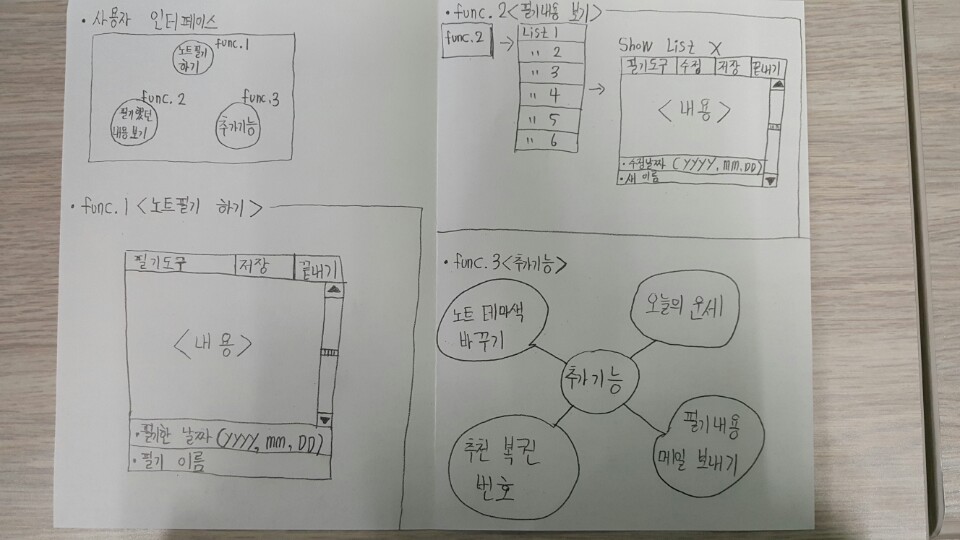 · 사용자 인터페이스
func.1
노트필기
하기
func. 2
필기했던
내용 보기
func.3
추가기능
· func.1 <노트필기 하기>
필기도구 저장 끝내기
<내용>
· 필기한 날짜 (YYYY, mm, DD)
· 필기 이름
· func. 2 <필기내용 보기>
func.2
List 1
〃 2
〃 3
〃 4
〃 5
〃 6
Show List X
필기도구 수정 저장 끝내기
<내용>
· 수정날짜 (YYYY, mm, DD)
· 새 이름
· func. 3 <추가기능>
노트 테마색
바꾸기
오늘의 운세
추가기능
추천 복권
번호
필기내용
메일 보내기